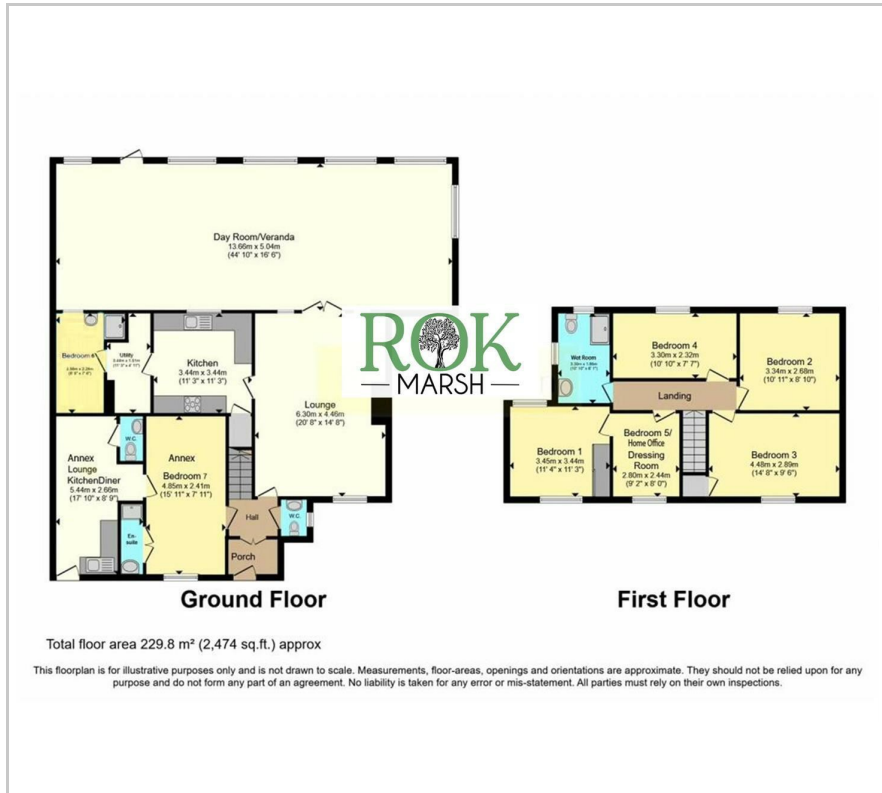 Day Room/Veranda
13.66m x 5.04m
(44' 10" x 16' 6")
ROK
MARSH
Utility
Kitchen
3.44m x 3.44m
(11' 3" x 11' 3")
Lounge
6.30m x 4.46m
(20' 8" x 14' 8")
Annex
Lounge
KitchenDiner
5.44m x 2.66m
(17' 10" x 8' 9")
W.C.
Annex
Bedroom 7
4.85m x 2.41m
(15' 11" x 7' 11")
En-
suite
Hall
W.C.
Porch
Ground Floor
Wet Room
Bedroom 4
3.30m x 2.32m
(10' 10" x 7' 7")
Bedroom 2
3.34m x 2.68m
(10' 11" x 8' 10")
Landing
Bedroom 1
3.45m x 3.44m
(11' 4" x 11' 3")
Bedroom 5/
Home Office
Dressing
Room
2.80m x 2.44m
(9' 2" x 8' 0")
Bedroom 3
4.48m x 2.89m
(14' 8" x 9' 6")
First Floor
Total floor area 229.8 m² (2,474 sq.ft.) approx
This floorplan is for illustrative purposes only and is not drawn to scale. Measurements, floor-areas, openings and orientations are approximate. They should not be relied upon for any
purpose and do not form any part of an agreement. No liability is taken for any error or mis-statement. All parties must rely on their own inspections.